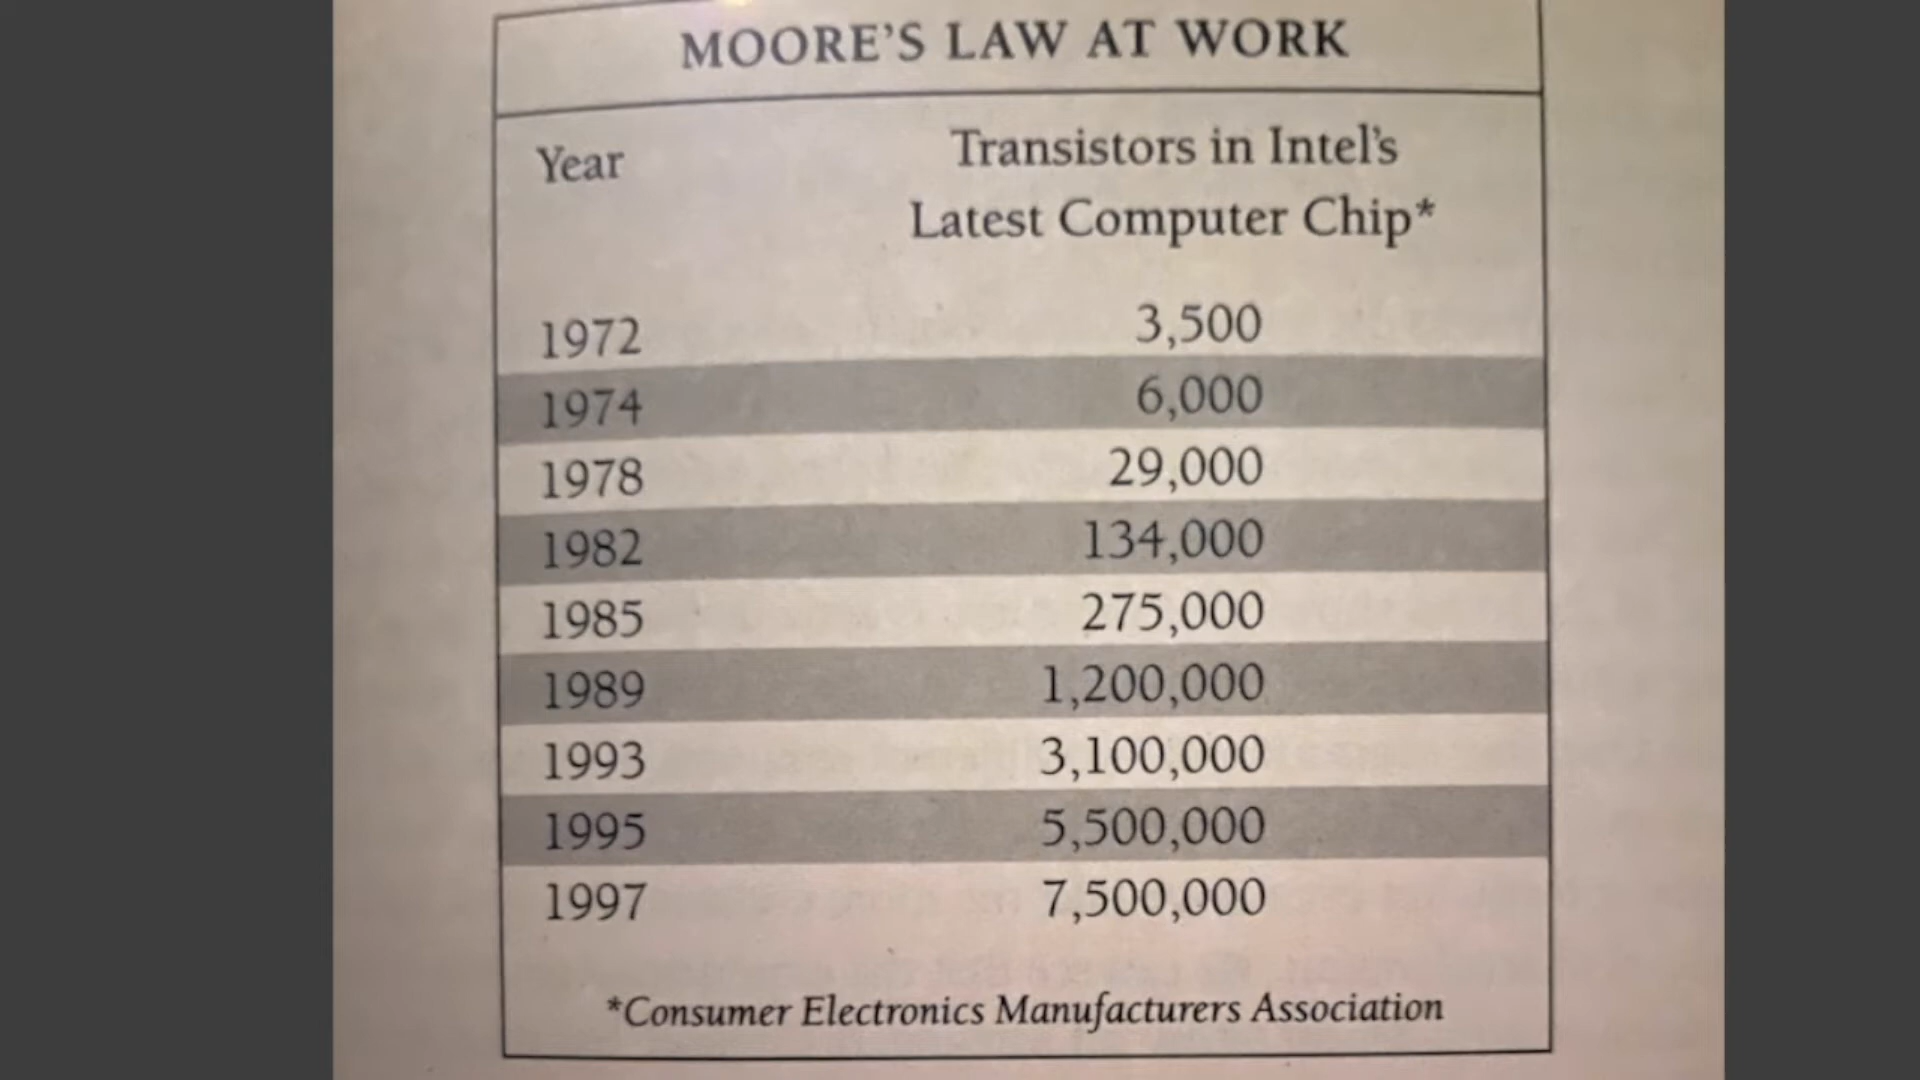 MOORE'S LAW AT WORK
Year
Transistors in Intel's
Latest Computer Chip*
1972 3,500
1974 6,000
1978 29,000
1982 134,000
1985 275,000
1989 1,200,000
1993 3,100,000
1995 5,500,000
1997 7,500,000
*Consumer Electronics Manufacturers Association